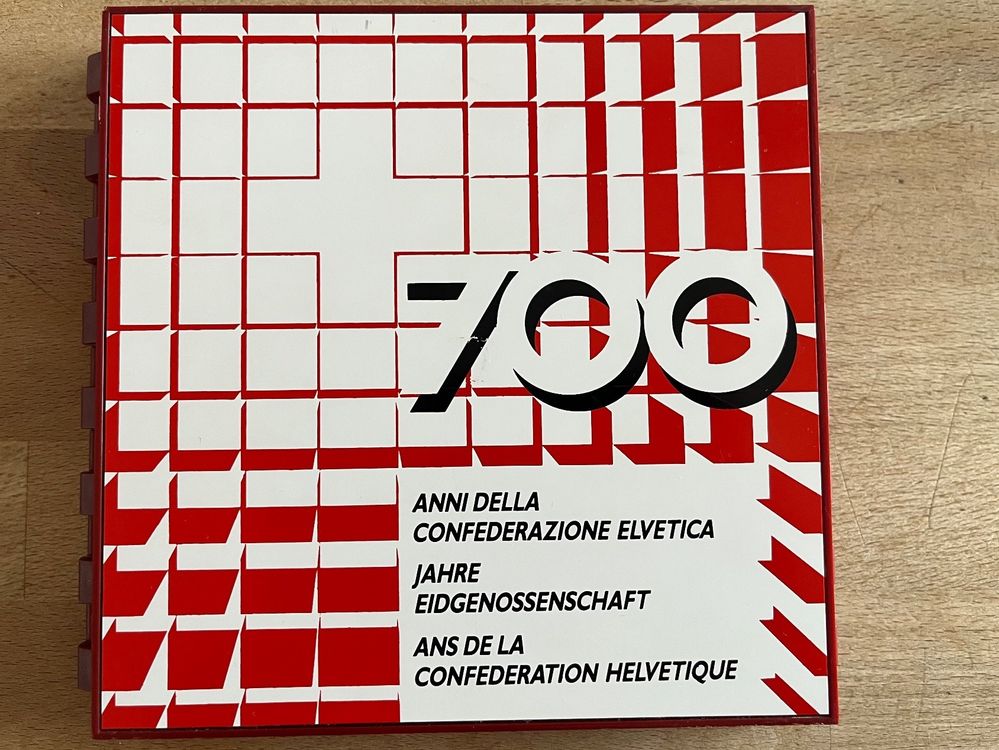 700
ANNI DELLA
CONFEDERAZIONE ELVETICA
JAHRE
EIDGENOSSENSCHAFT
ANS DE LA
CONFEDERATION HELVETIQUE